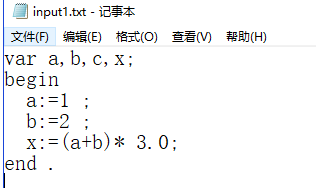 input1.txt - 记事本
文件(F) 编辑(E) 格式(O) 查看(V) 帮助(H)
var a,b,c,x;
begin
  a:=1 ;
  b:=2 ;
  x:=(a+b)* 3.0;
end .